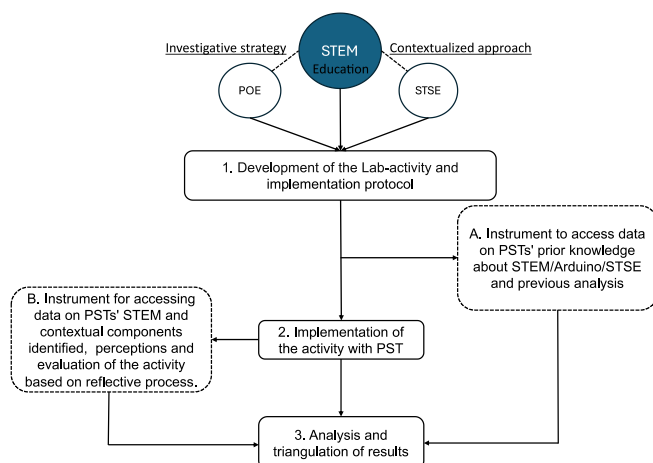 Investigative strategy
STEM
Education
Contextualized approach
POE
STSE
1. Development of the Lab-activity and
implementation protocol
A. Instrument to access data
on PSTs' prior knowledge
about STEM/Arduino/STSE
and previous analysis
B. Instrument for accessing
data on PSTs' STEM and
contextual components
identified, perceptions and
evaluation of the activity
based on reflective process.
2. Implementation of
the activity with PST
3. Analysis and
triangulation of results